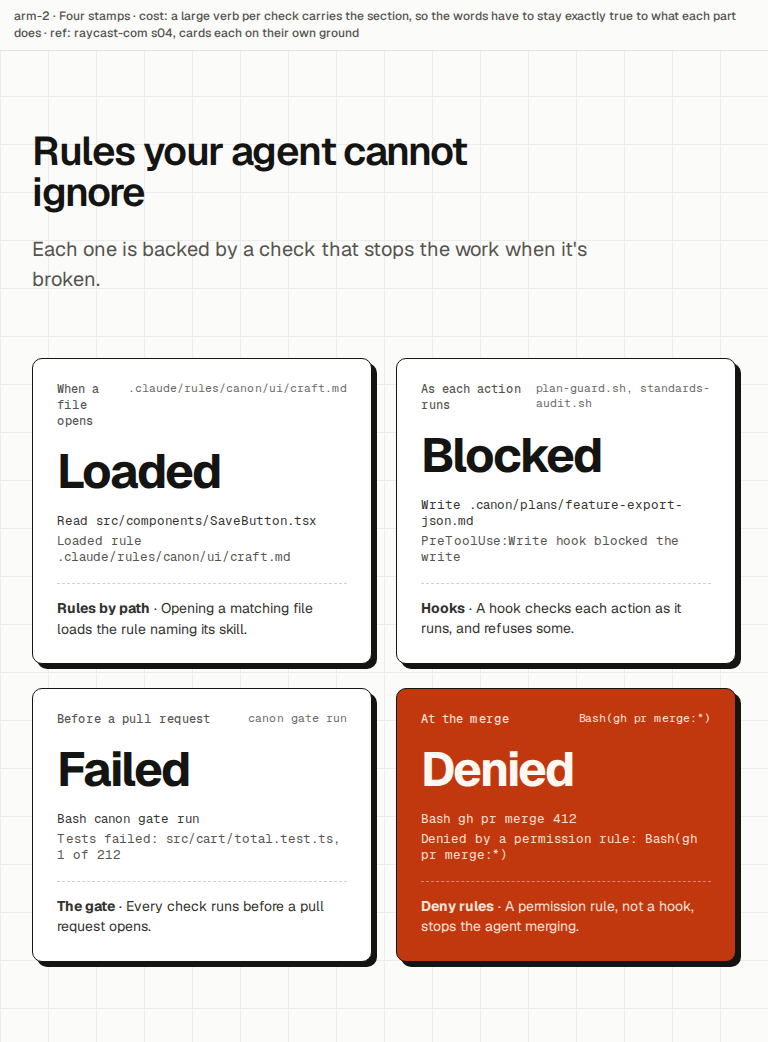 arm-2 · Four stamps · cost: a large verb per check carries the section, so the words have to stay exactly true to what each part
does · ref: raycast-com s04, cards each on their own ground
Rules your agent cannot
ignore
Each one is backed by a check that stops the work when it's
broken.
When a
file
opens
.claude/rules/canon/ui/craft.md
Loaded
Read src/components/SaveButton.tsx
Loaded rule
.claude/rules/canon/ui/craft.md
Rules by path · Opening a matching file
loads the rule naming its skill.
As each action
runs
plan-guard.sh, standards-
audit.sh
Blocked
Write .canon/plans/feature-export-
json.md
PreToolUse:Write hook blocked the
write
Hooks · A hook checks each action as it
runs, and refuses some.
Before a pull request
canon gate run
Failed
Bash canon gate run
Tests failed: src/cart/total.test.ts,
1 of 212
The gate · Every check runs before a pull
request opens.
At the merge
Bash(gh pr merge:*)
Denied
Bash gh pr merge 412
Denied by a permission rule: Bash(gh
pr merge:*)
Deny rules · A permission rule, not a hook,
stops the agent merging.